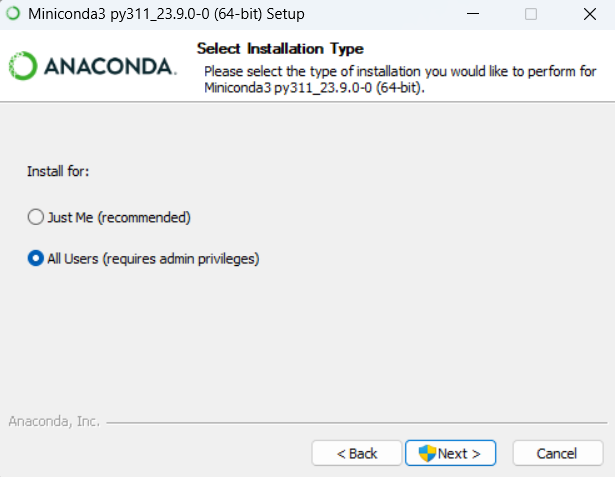 Miniconda3 py311_23.9.0-0 (64-bit) Setup
ANACONDA.
Select Installation Type
Please select the type of installation you would like to perform for
Miniconda3 py311_23.9.0-0 (64-bit).
Install for:
Just Me (recommended)
All Users (requires admin privileges)
Anaconda, Inc.
< Back
Next >
Cancel